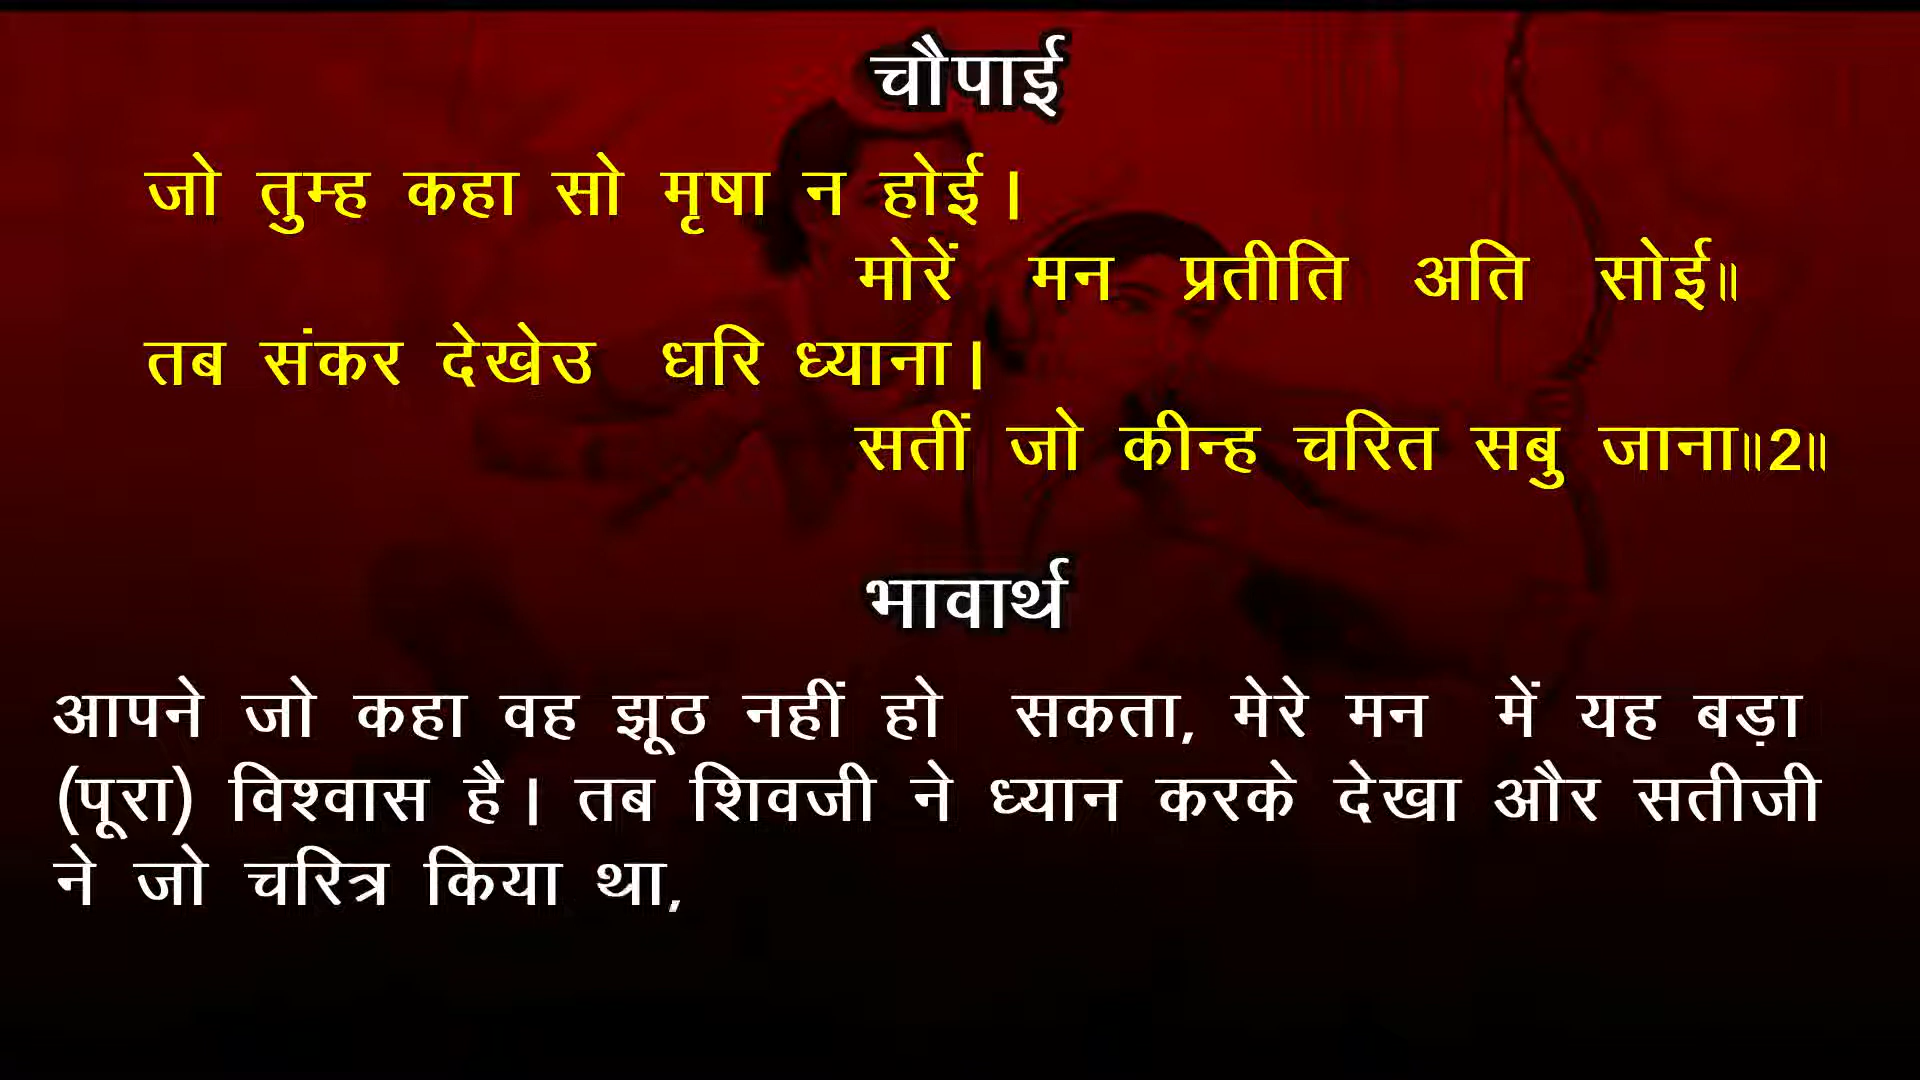 चौपाई
जो तुम्ह कहा सो मृषा न होई।
मोरें मन प्रतीति अति सोई॥
तब संकर देखेउ धरि ध्याना।
सतीं जो कीन्ह चरित सबु जाना॥2॥
भावार्थ
आपने जो कहा वह झूठ नहीं हो सकता, मेरे मन में यह बड़ा
(पूरा) विश्वास है। तब शिवजी ने ध्यान करके देखा और सतीजी
ने जो चरित्र किया था,